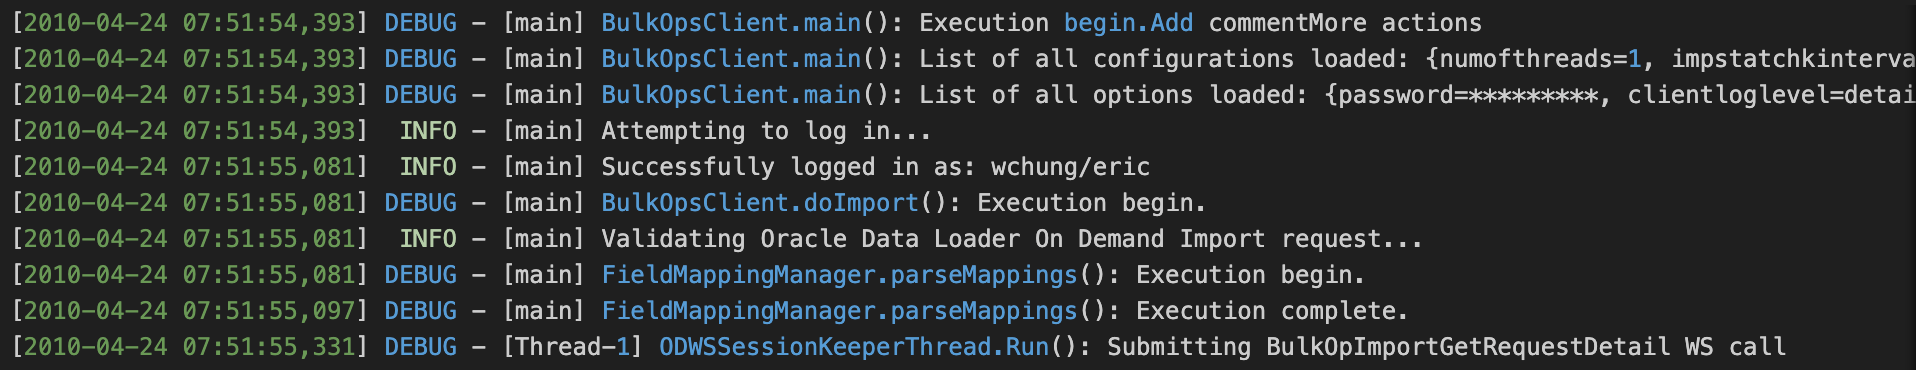 [2010-04-24 07:51:54,393] DEBUG - [main] BulkOpsClient.main(): Execution begin.Add commentMore actions
[2010-04-24 07:51:54,393] DEBUG - [main] BulkOpsClient.main(): List of all configurations loaded: {numofthreads=1, impstatchkinterva
[2010-04-24 07:51:54,393] DEBUG - [main] BulkOpsClient.main(): List of all options loaded: {password=*********, clientloglevel=detai
[2010-04-24 07:51:54,393]  INFO - [main] Attempting to log in...
[2010-04-24 07:51:55,081]  INFO - [main] Successfully logged in as: wchung/eric
[2010-04-24 07:51:55,081] DEBUG - [main] BulkOpsClient.doImport(): Execution begin.
[2010-04-24 07:51:55,081]  INFO - [main] Validating Oracle Data Loader On Demand Import request...
[2010-04-24 07:51:55,081] DEBUG - [main] FieldMappingManager.parseMappings(): Execution begin.
[2010-04-24 07:51:55,097] DEBUG - [main] FieldMappingManager.parseMappings(): Execution complete.
[2010-04-24 07:51:55,331] DEBUG - [Thread-1] ODWSSessionKeeperThread.Run(): Submitting BulkOpImportGetRequestDetail WS call